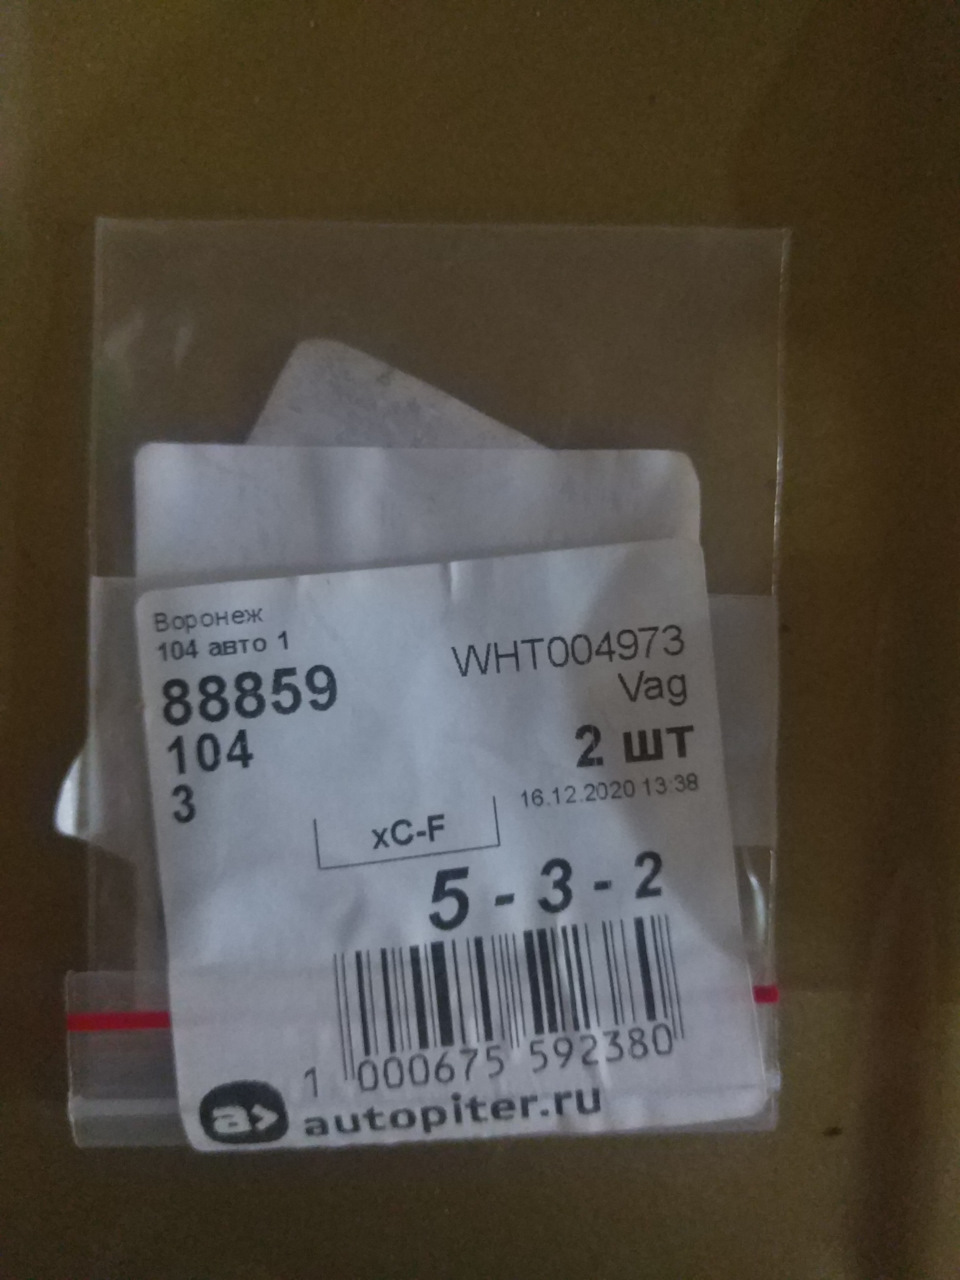 Воронеж
104 авто 1
88859
104
3
WHT004973
Vag
2 шт
16.12.2020 13:38
xC-F
5 - 3 - 2
1 000675 592380
a>
autopiter.ru